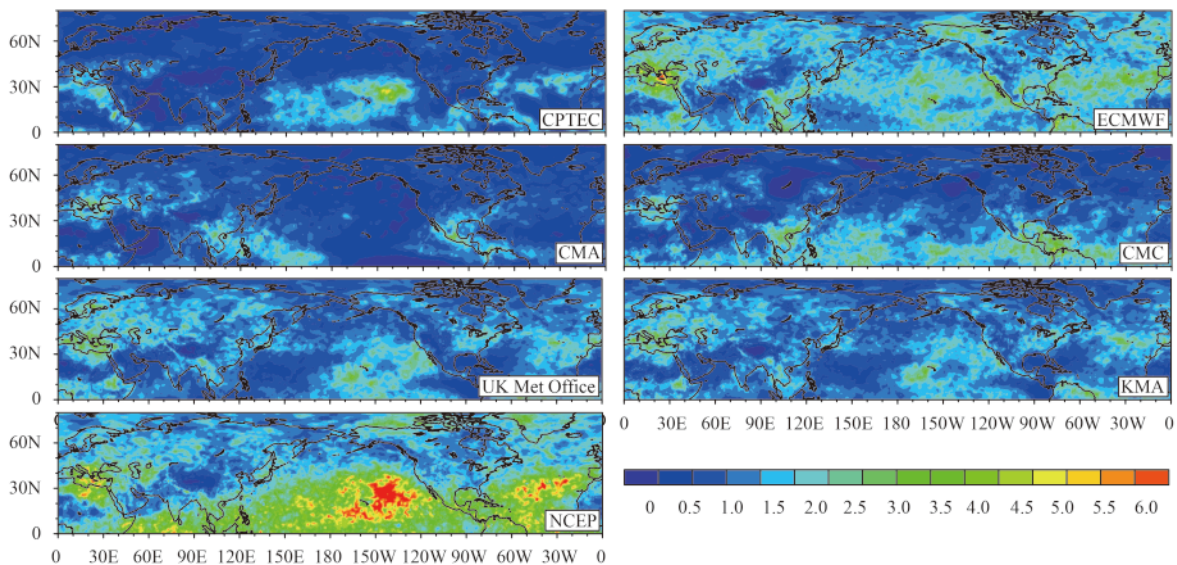 60N
30N
0
CPTEC
ECMWF
60N
30N
0
CMA
CMC
60N
30N
0
UK Met Office
KMA
0 30E 60E 90E 120E 150E 180 150W 120W 90W 60W 30W 0
60N
30N
0
NCEP
0 0.5 1.0 1.5 2.0 2.5 3.0 3.5 4.0 4.5 5.0 5.5 6.0
0 30E 60E 90E 120E 150E 180 150W 120W 90W 60W 30W 0